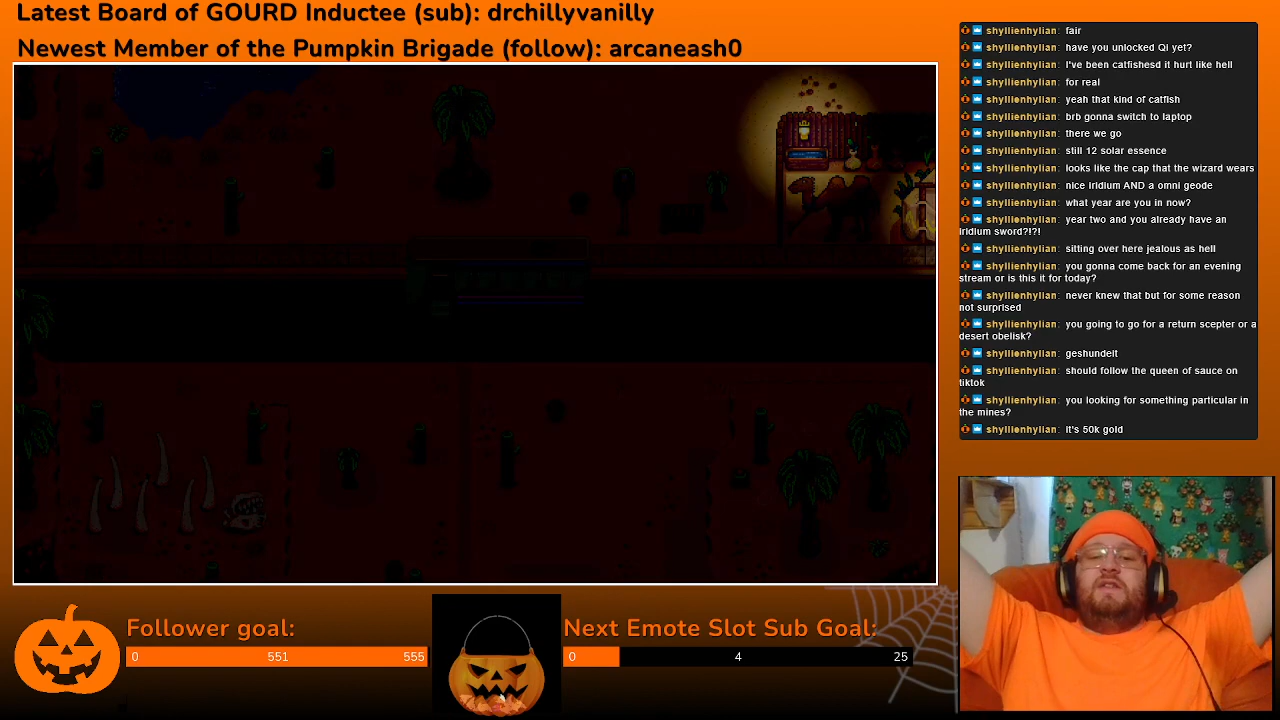 Latest Board of GOURD Inductee (sub): drchillyvanilly
Newest Member of the Pumpkin Brigade (follow): arcaneash0
shyllienhylian: fair
shyllienhylian: have you unlocked Qi yet?
shyllienhylian: I've been catfishesd it hurt like hell
shyllienhylian: for real
shyllienhylian: yeah that kind of catfish
shyllienhylian: brb gonna switch to laptop
shyllienhylian: there we go
shyllienhylian: still 12 solar essence
shyllienhylian: looks like the cap that the wizard wears
shyllienhylian: nice iridium AND a omni geode
shyllienhylian: what year are you in now?
shyllienhylian: year two and you already have an
iridium sword?!?!
shyllienhylian: sitting over here jealous as hell
shyllienhylian: you gonna come back for an evening
stream or is this it for today?
shyllienhylian: never knew that but for some reason
not surprised
shyllienhylian: you going to go for a return scepter or a
desert obelisk?
shyllienhylian: geshundeit
shyllienhylian: should follow the queen of sauce on
tiktok
shyllienhylian: you looking for something particular in
the mines?
shyllienhylian: it's 50k gold
Follower goal:
0 551 555
Next Emote Slot Sub Goal:
0 4 25